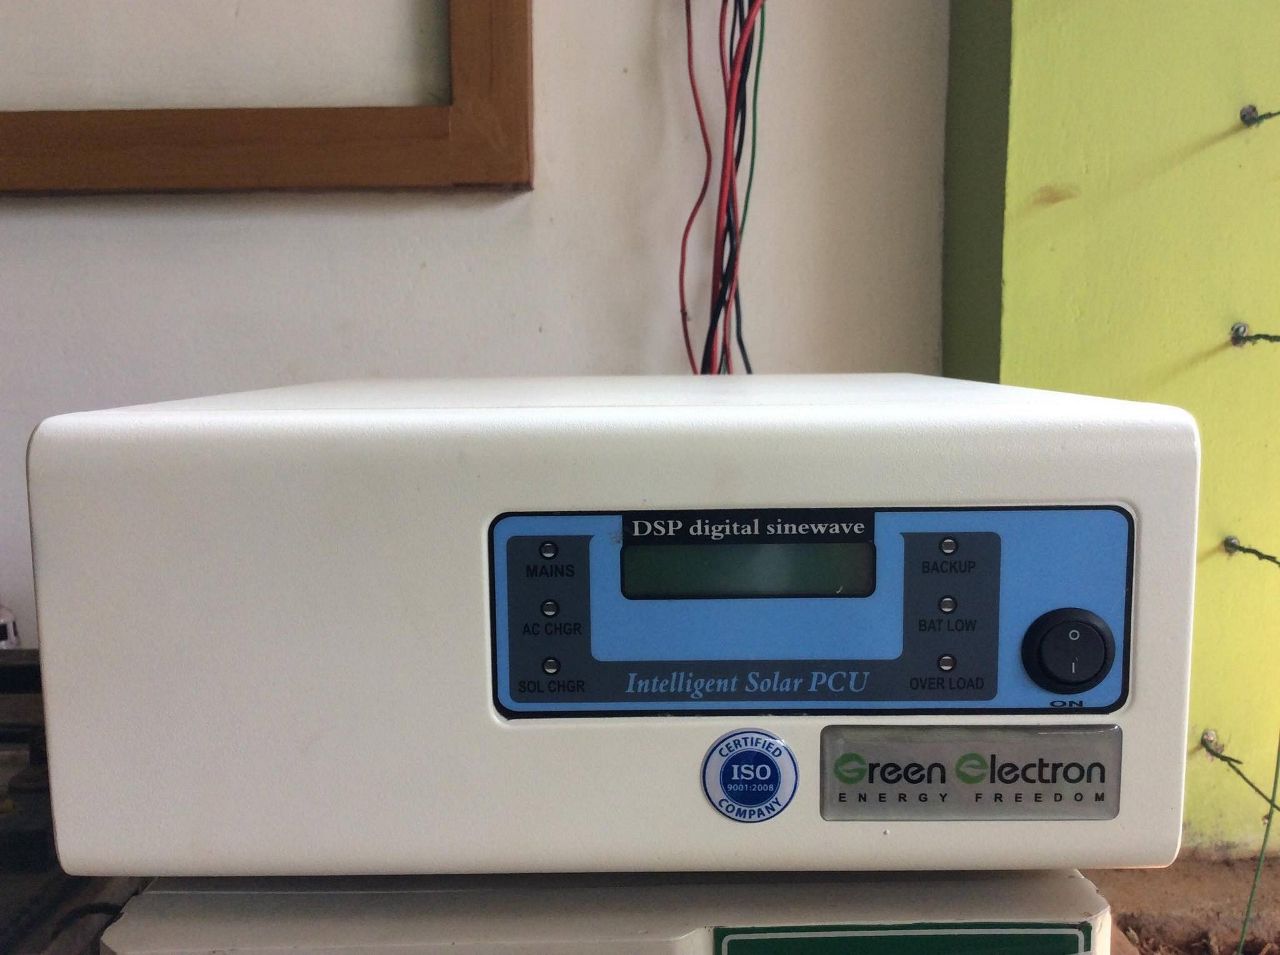 DSP digital sinewave
MAINS
AC CHGR
SOL CHGR
BACKUP
BAT LOW
OVER LOAD
Intelligent Solar PCU
O
I
ON
CERTIFIED
ISO
9001:2008
COMPANY
Green Electron
ENERGY FREEDOM